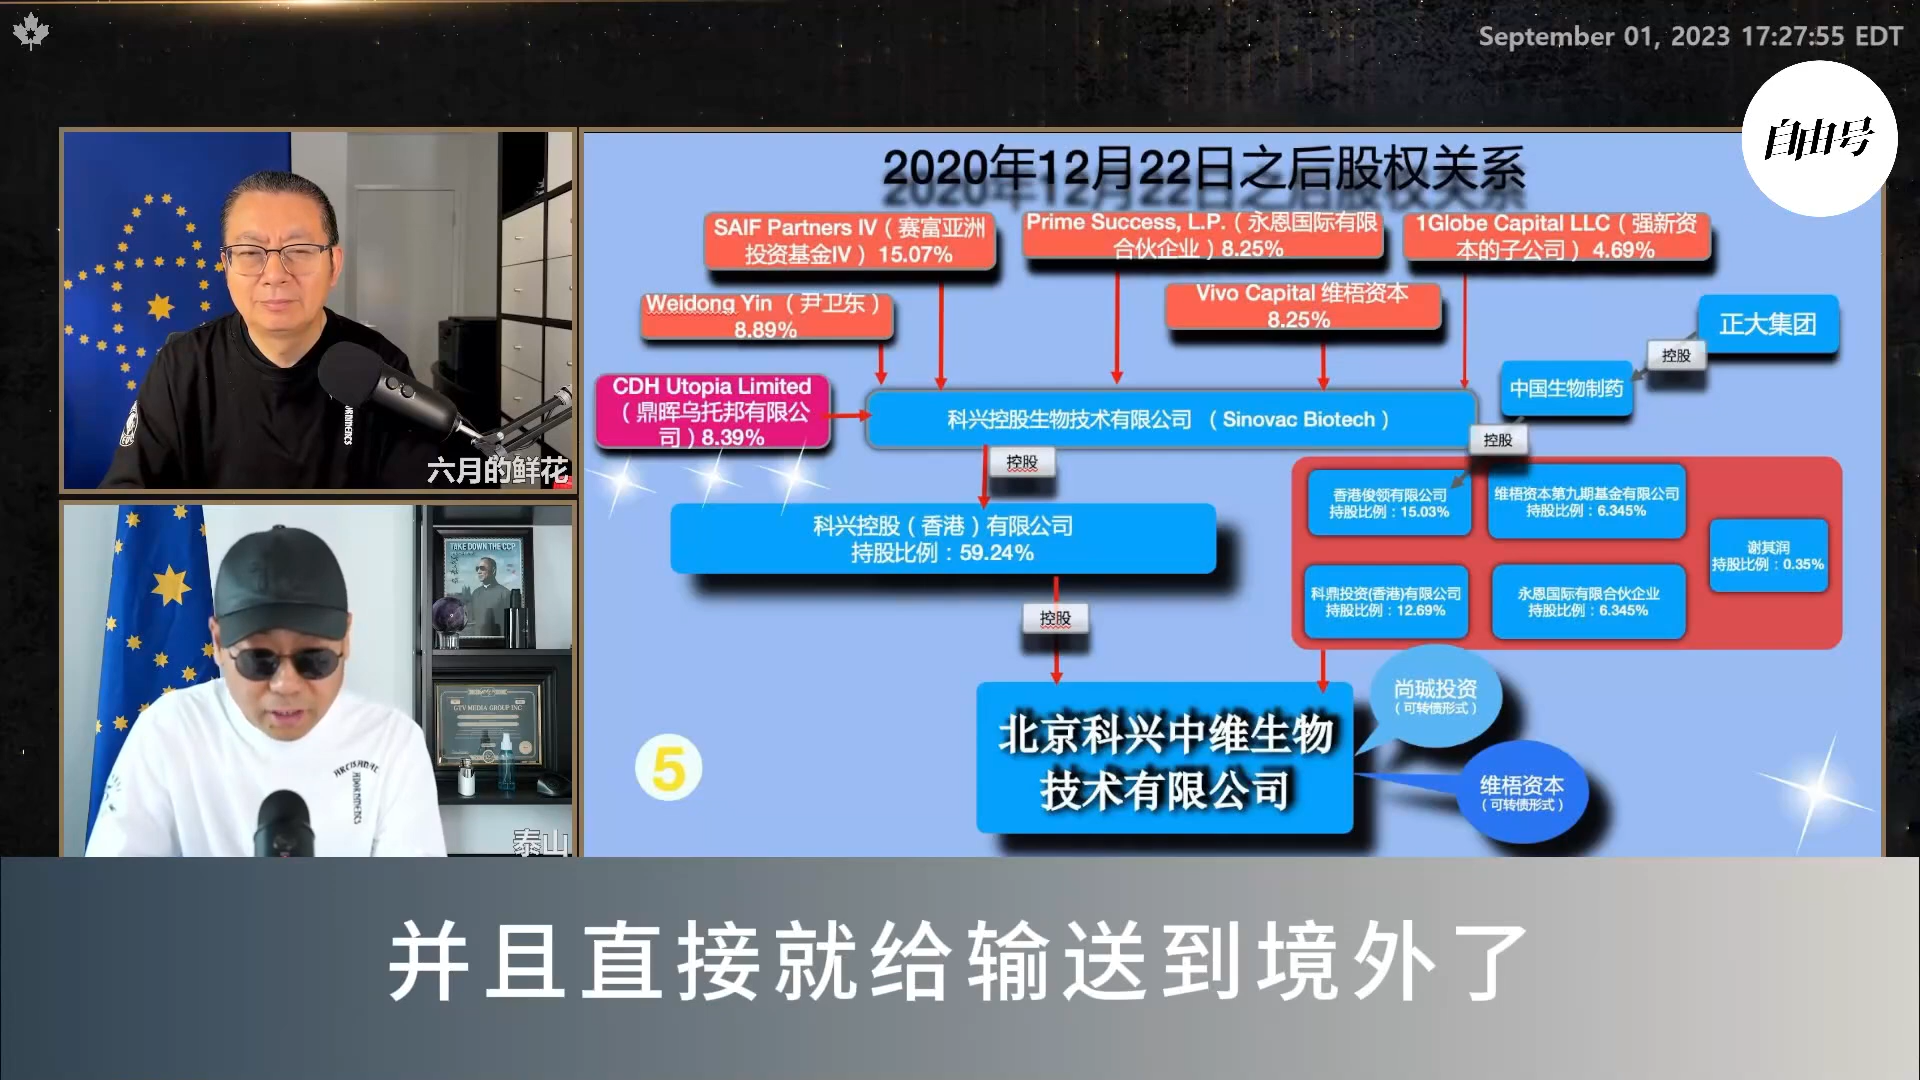 September 01, 2023 17:27:55 EDT
自由号
2020年12月22日之后股权关系
SAIF Partners IV（赛富亚洲
投资基金IV） 15.07%
Prime Success, L.P.（永恩国际有限
合伙企业）8.25%
1Globe Capital LLC（强新资
本的子公司） 4.69%
Weidong Yin （尹卫东）
8.89%
Vivo Capital 维梧资本
8.25%
正大集团
控股
中国生物制药
控股
CDH Utopia Limited
（鼎晖乌托邦有限公
司）8.39%
科兴控股生物技术有限公司 （Sinovac Biotech）
控股
科兴控股（香港）有限公司
持股比例：59.24%
控股
香港俊领有限公司
持股比例：15.03%
维梧资本第九期基金有限公司
持股比例：6.345%
谢其润
持股比例：0.35%
科鼎投资(香港)有限公司
持股比例：12.69%
永恩国际有限合伙企业
持股比例：6.345%
北京科兴中维生物
技术有限公司
尚珹投资
（可转债形式）
维梧资本
（可转债形式）
5
六月的鲜花
TAKE DOWN THE CCP
GTV MEDIA GROUP INC
泰山
并且直接就给输送到境外了